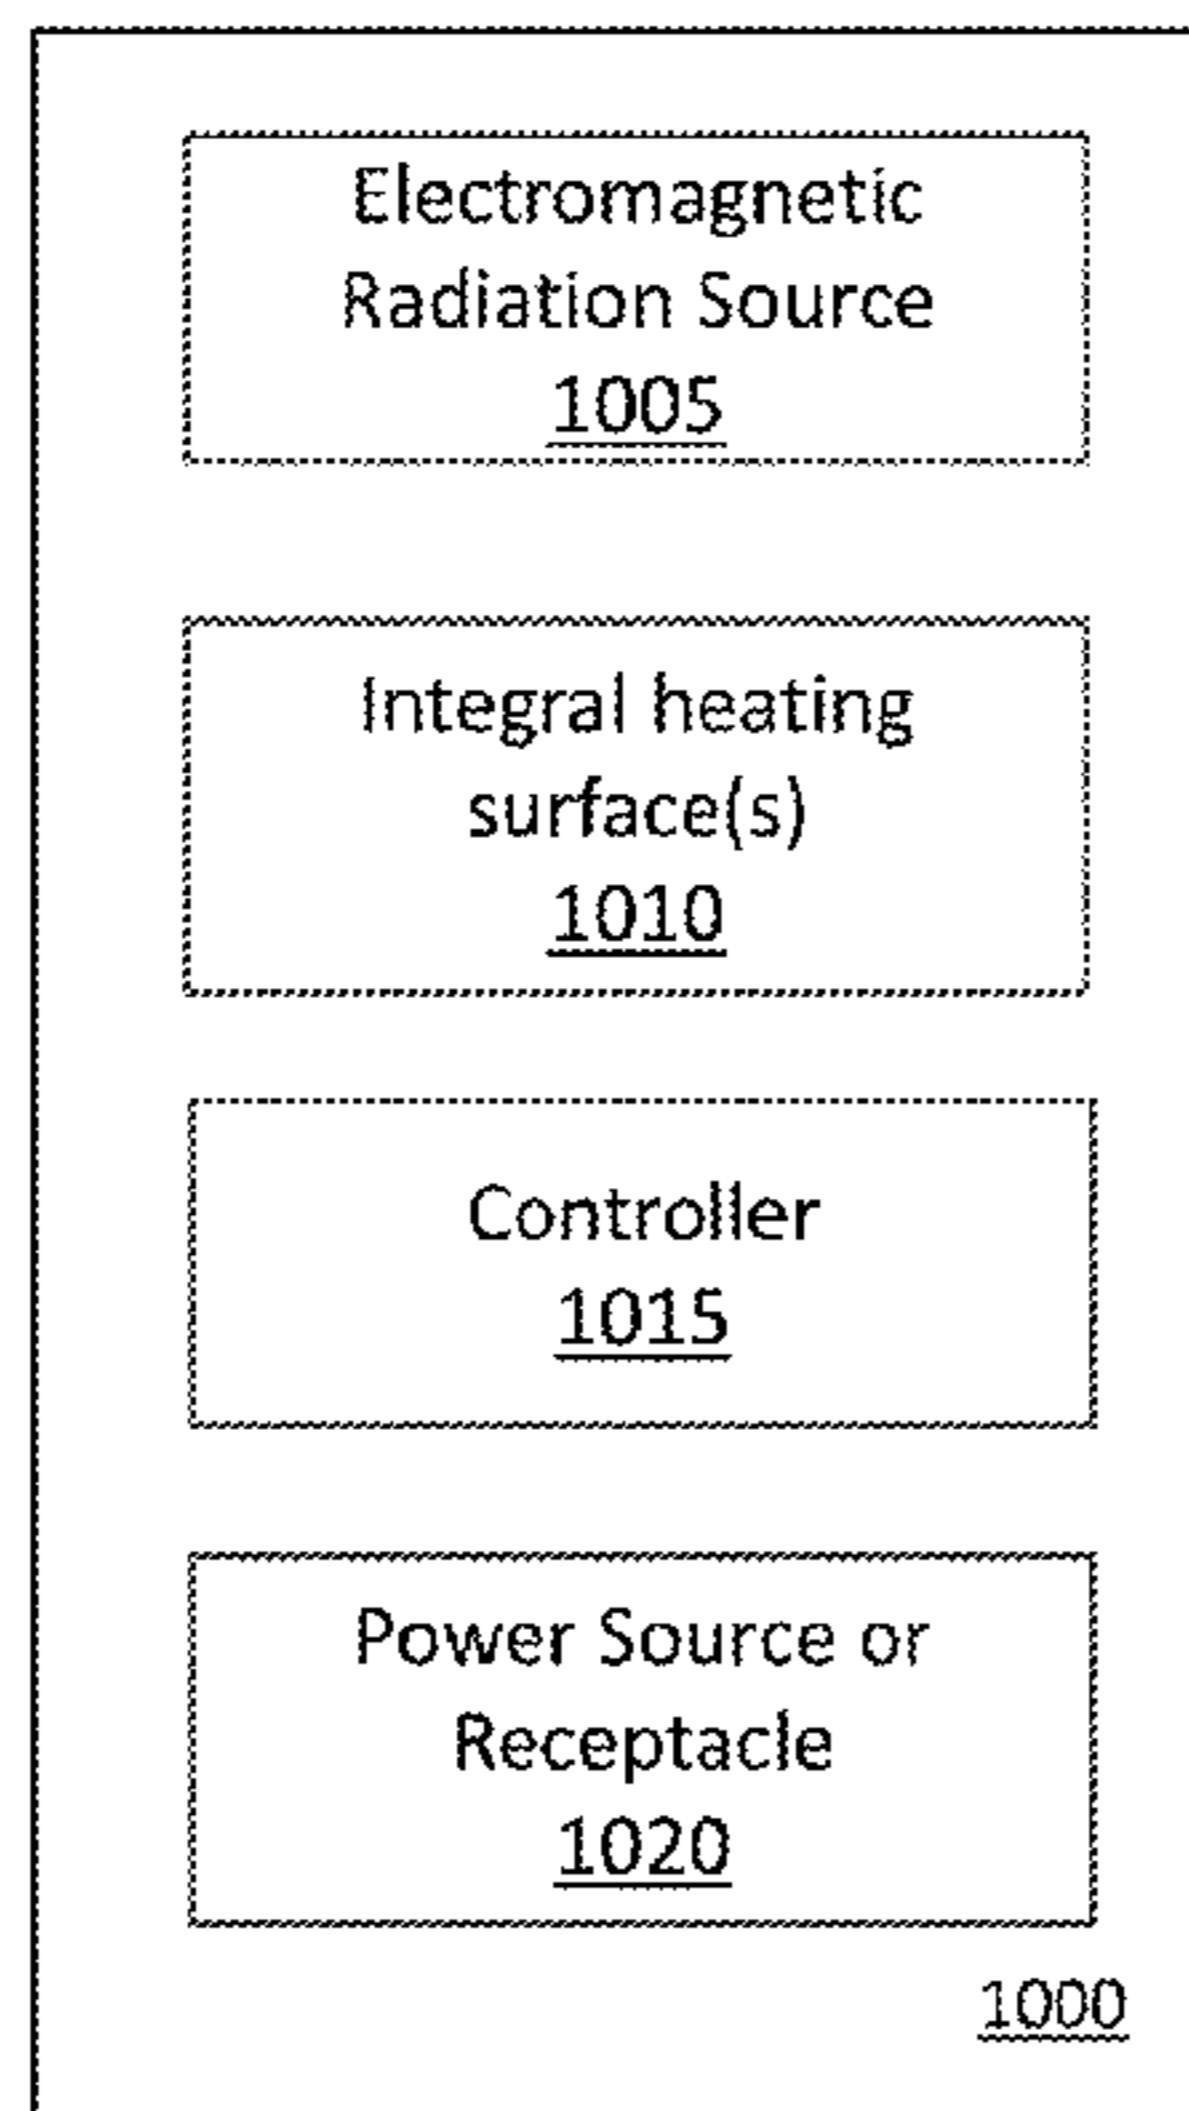 Electromagnetic
Radiation Source
1005
Integral heating
surface(s)
1010
Controller
1015
Power Source or
Receptacle
1020
1000